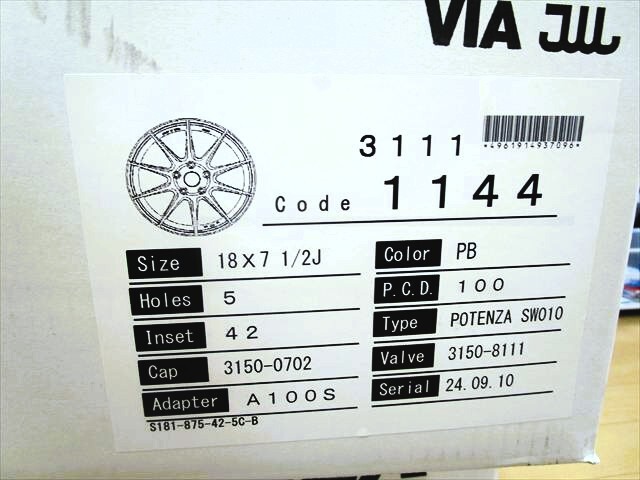 VIA JWL
*4961914937096*
3111
Code 1144
Size 18X7 1/2J
Holes 5
Inset 42
Cap 3150-0702
Adapter A100S
S181-875-42-5C-B
Color PB
P.C.D. 100
Type POTENZA SW010
Valve 3150-8111
Serial 24.09.10